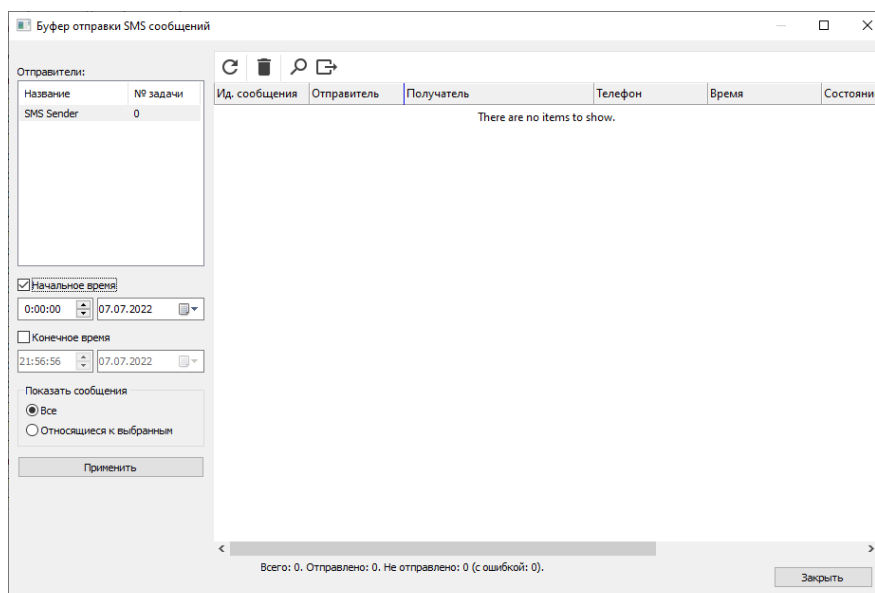 Буфер отправки SMS сообщений
Отправители:
Название № задачи
SMS Sender 0
Начальное время
0:00:00 07.07.2022
Конечное время
21:56:56 07.07.2022
Показать сообщения
Все
Относящиеся к выбранным
Применить
Ид. сообщения Отправитель Получатель Телефон Время Состояни
There are no items to show.
Всего: 0. Отправлено: 0. Не отправлено: 0 (с ошибкой: 0).
Закрыть